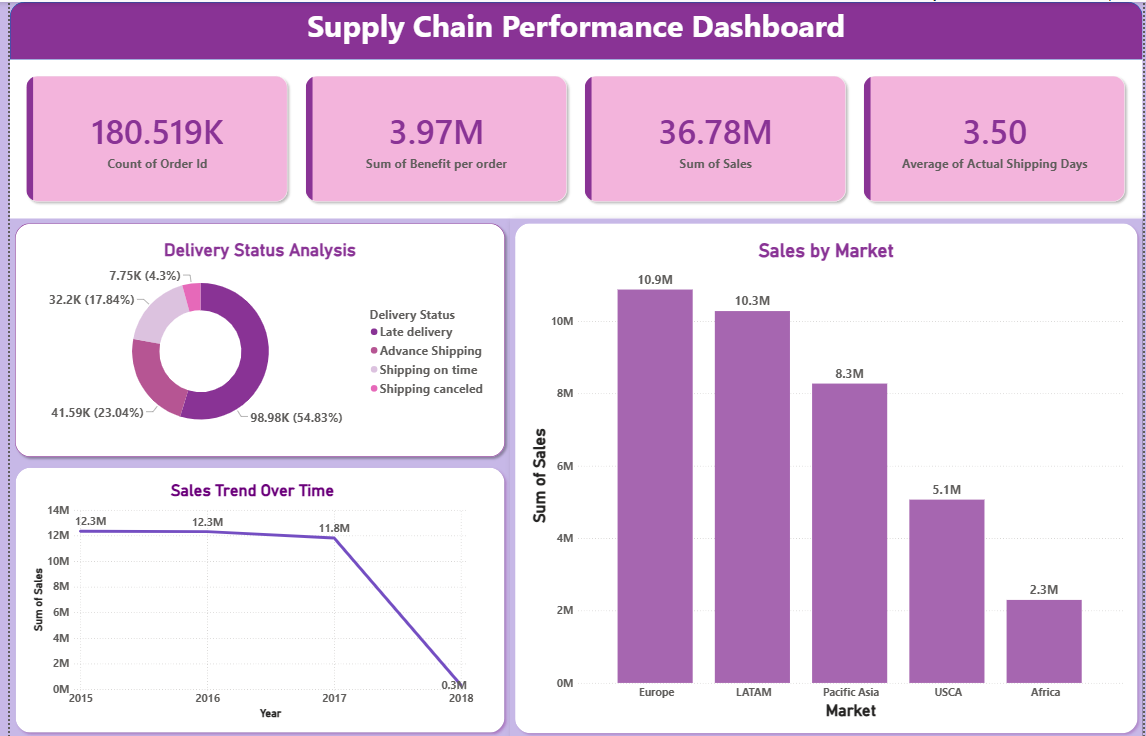 Supply Chain Performance Dashboard
180.519K
Count of Order Id
3.97M
Sum of Benefit per order
36.78M
Sum of Sales
3.50
Average of Actual Shipping Days
Delivery Status Analysis
7.75K (4.3%)
32.2K (17.84%)
41.59K (23.04%)
98.98K (54.83%)
Delivery Status
Late delivery
Advance Shipping
Shipping on time
Shipping canceled
Sales Trend Over Time
Sum of Sales
14M
12M
10M
8M
6M
4M
2M
0M
12.3M
12.3M
11.8M
0.3M
2015
2016
2017
2018
Year
Sales by Market
Sum of Sales
10M
8M
6M
4M
2M
0M
10.9M
10.3M
8.3M
5.1M
2.3M
Europe
LATAM
Pacific Asia
USCA
Africa
Market